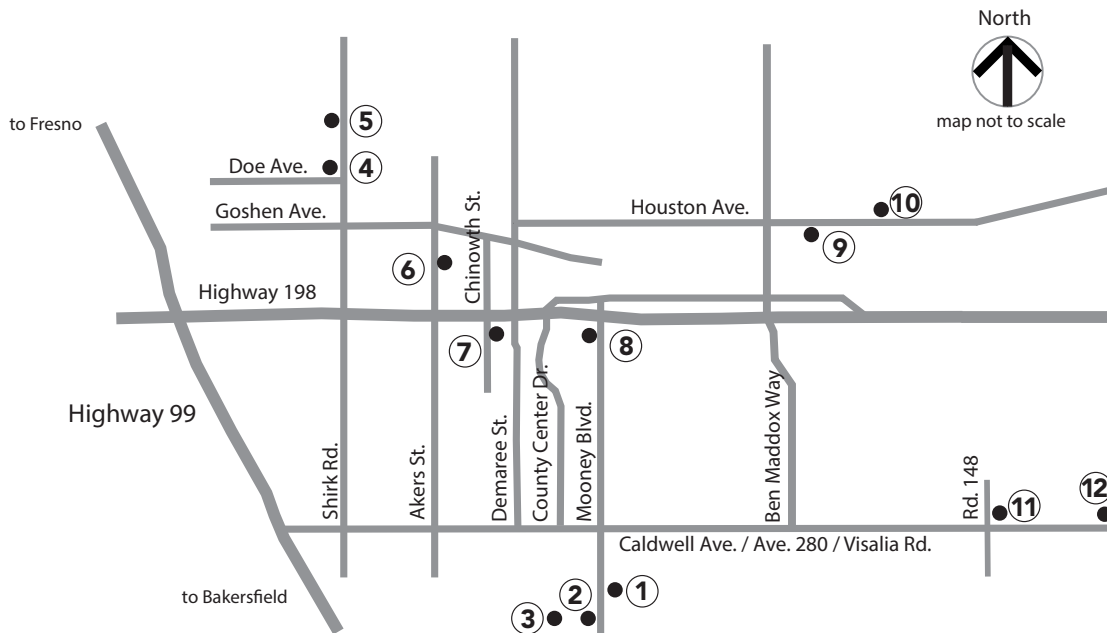 North
map not to scale
to Fresno
5
Doe Ave.
4
Goshen Ave.
Houston Ave.
10
9
6
Chinowth St.
Highway 198
7
8
Highway 99
Shirk Rd.
Akers St.
Demaree St.
County Center Dr.
Mooney Blvd.
Ben Maddox Way
Rd. 148
11
12
Caldwell Ave. / Ave. 280 / Visalia Rd.
to Bakersfield
3
2
1